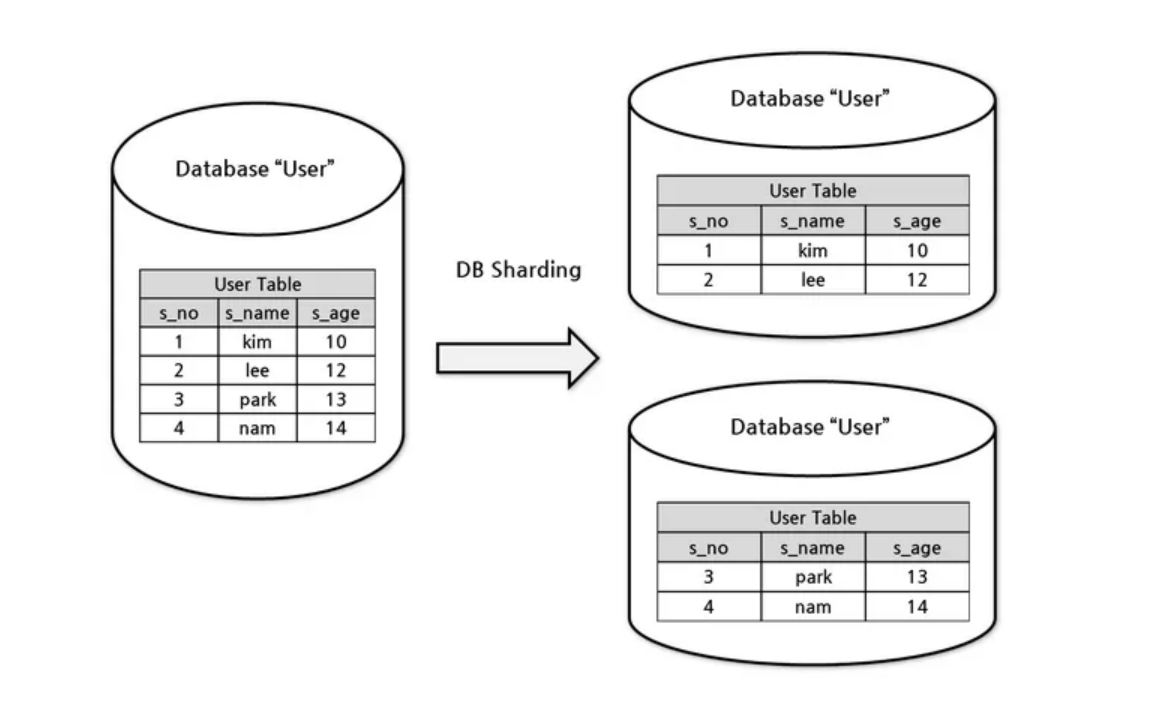 Database “User”
User Table
s_no s_name s_age
1 kim 10
2 lee 12
3 park 13
4 nam 14
DB Sharding
Database “User”
User Table
s_no s_name s_age
1 kim 10
2 lee 12
Database “User”
User Table
s_no s_name s_age
3 park 13
4 nam 14